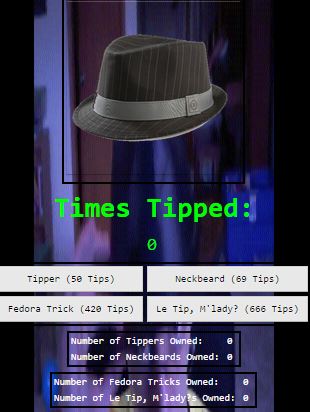 Times Tipped:
0
Tipper (50 Tips)
Neckbeard (69 Tips)
Fedora Trick (420 Tips)
Le Tip, M'lady? (666 Tips)
Number of Tippers Owned: 0
Number of Neckbeards Owned: 0
Number of Fedora Tricks Owned: 0
Number of Le Tip, M'lady?s Owned: 0